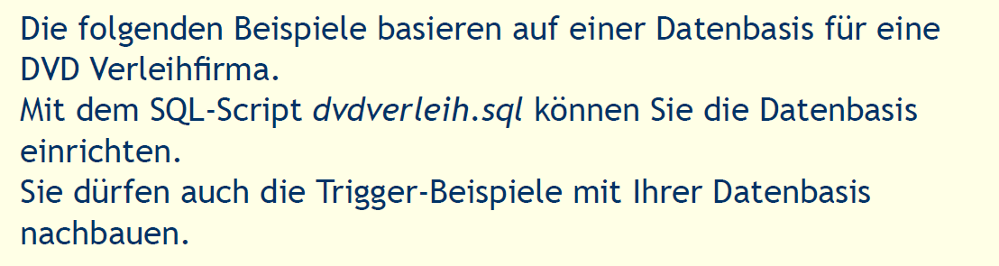 Die folgenden Beispiele basieren auf einer Datenbasis für eine
DVD Verleihfirma.
Mit dem SQL-Script dvdverleih.sql können Sie die Datenbasis
einrichten.
Sie dürfen auch die Trigger-Beispiele mit Ihrer Datenbasis
nachbauen.